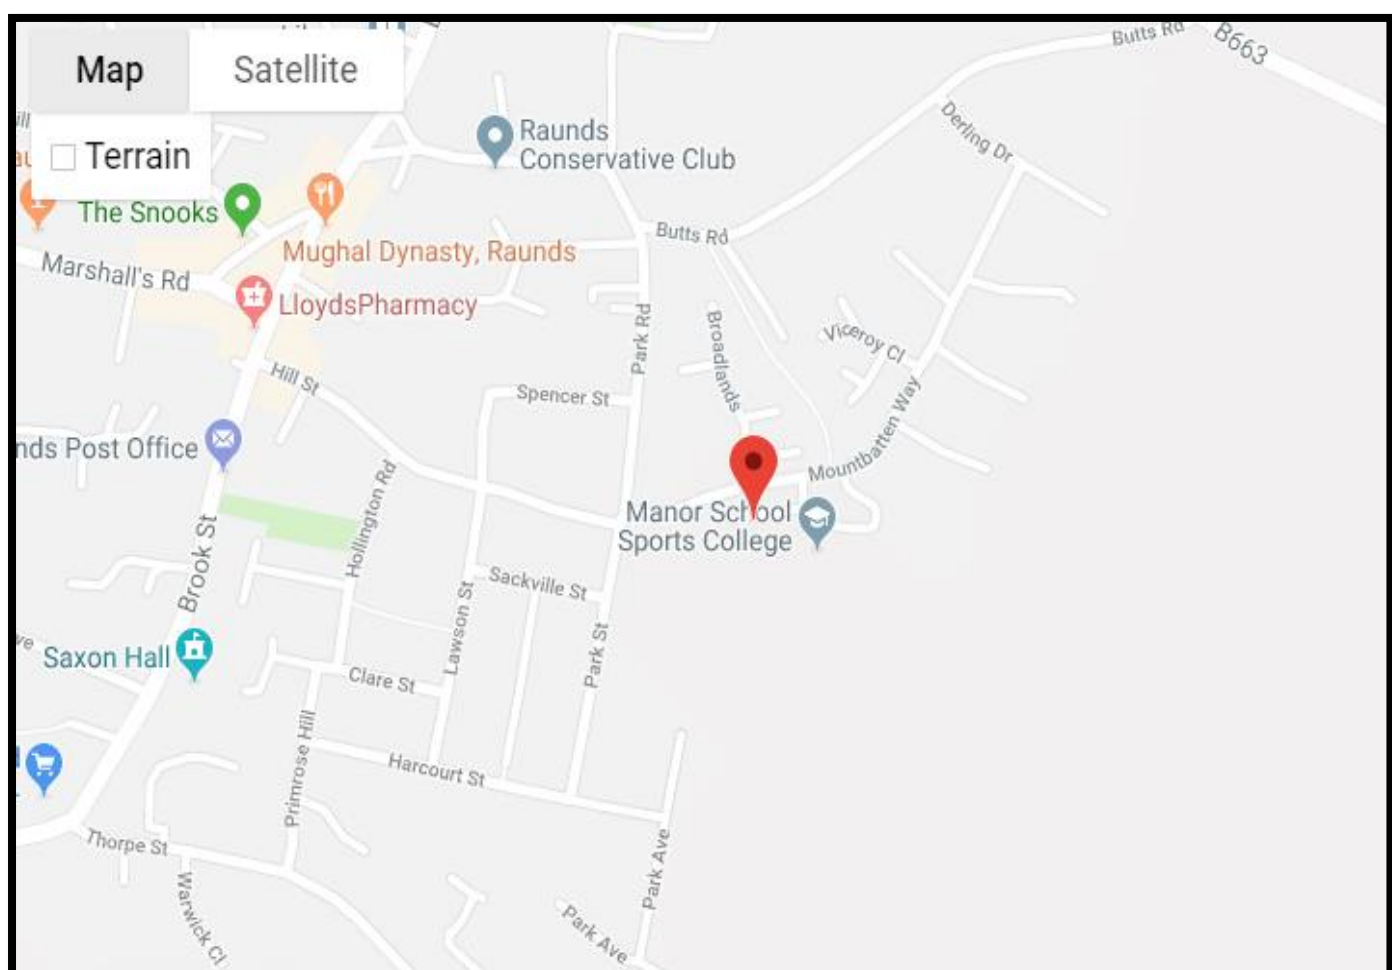 Map
Satellite
Terrain
Butts Rd
B663
Raunds
Conservative Club
Derling Dr
The Snooks
Mughal Dynasty, Raunds
Butts Rd
Marshall's Rd
LloydsPharmacy
Park Rd
Broadlands
Viceroy Cl
Hill St
Spencer St
nds Post Office
Mountbatten Way
Hollington Rd
Manor School
Sports College
Brook St
Sackville St
Lawson St
Park St
ve
Saxon Hall
Clare St
Primrose Hill
Harcourt St
Thorpe St
Park Ave
Warwick Cl
Park Ave